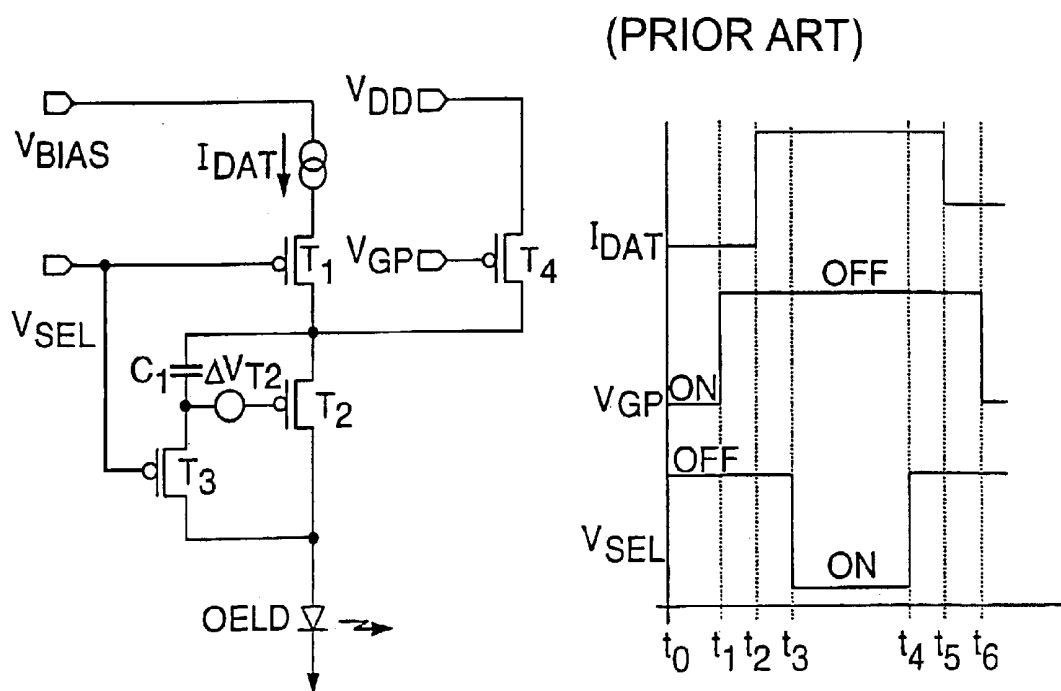 (PRIOR ART)
VBIAS
IDAT
VDD
VSEL
T1
VGP
T4
C1
ΔVT2
T2
T3
OELD
IDAT
OFF
VGP
ON
OFF
VSEL
ON
t0 t1 t2 t3 t4 t5 t6